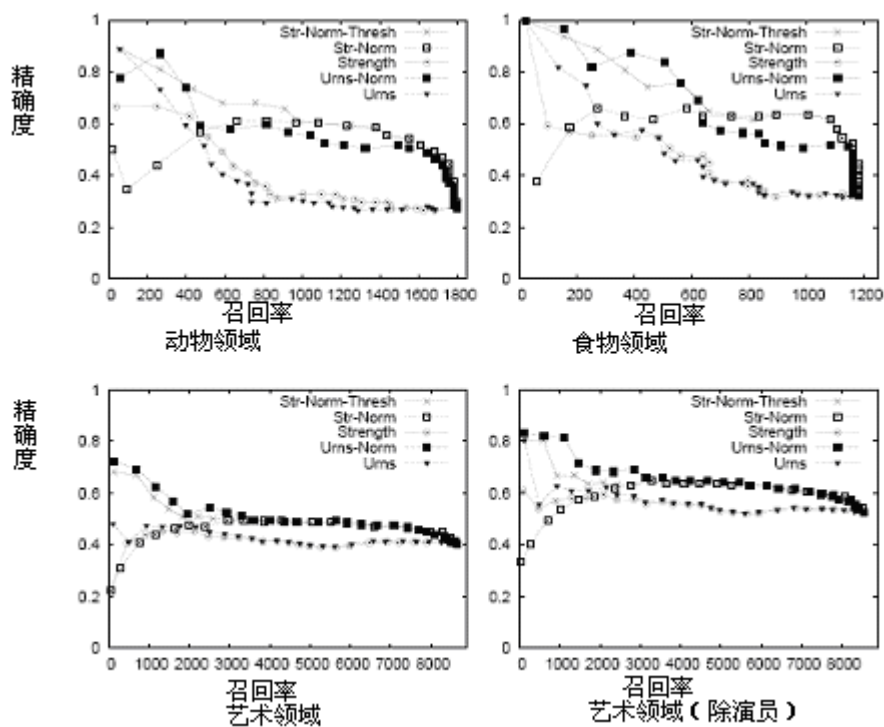 精确度
1
0.8
0.6
0.4
0.2
0
Str-Norm-Thresh
Str-Norm
Strength
Urns-Norm
Urns
0 200 400 600 800 1000 1200 1400 1600 1800
召回率
动物领域
1
0.8
0.6
0.4
0.2
0
Str-Norm-Thresh
Str-Norm
Strength
Urns-Norm
Urns
0 200 400 600 800 1000 1200
召回率
食物领域
精确度
1
0.8
0.6
0.4
0.2
0
Str-Norm-Thresh
Str-Norm
Strength
Urns-Norm
Urns
0 1000 2000 3000 4000 5000 6000 7000 8000
召回率
艺术领域
1
0.8
0.6
0.4
0.2
0
Str-Norm-Thresh
Str-Norm
Strength
Urns-Norm
Urns
0 1000 2000 3000 4000 5000 6000 7000 8000
召回率
艺术领域(除演员)